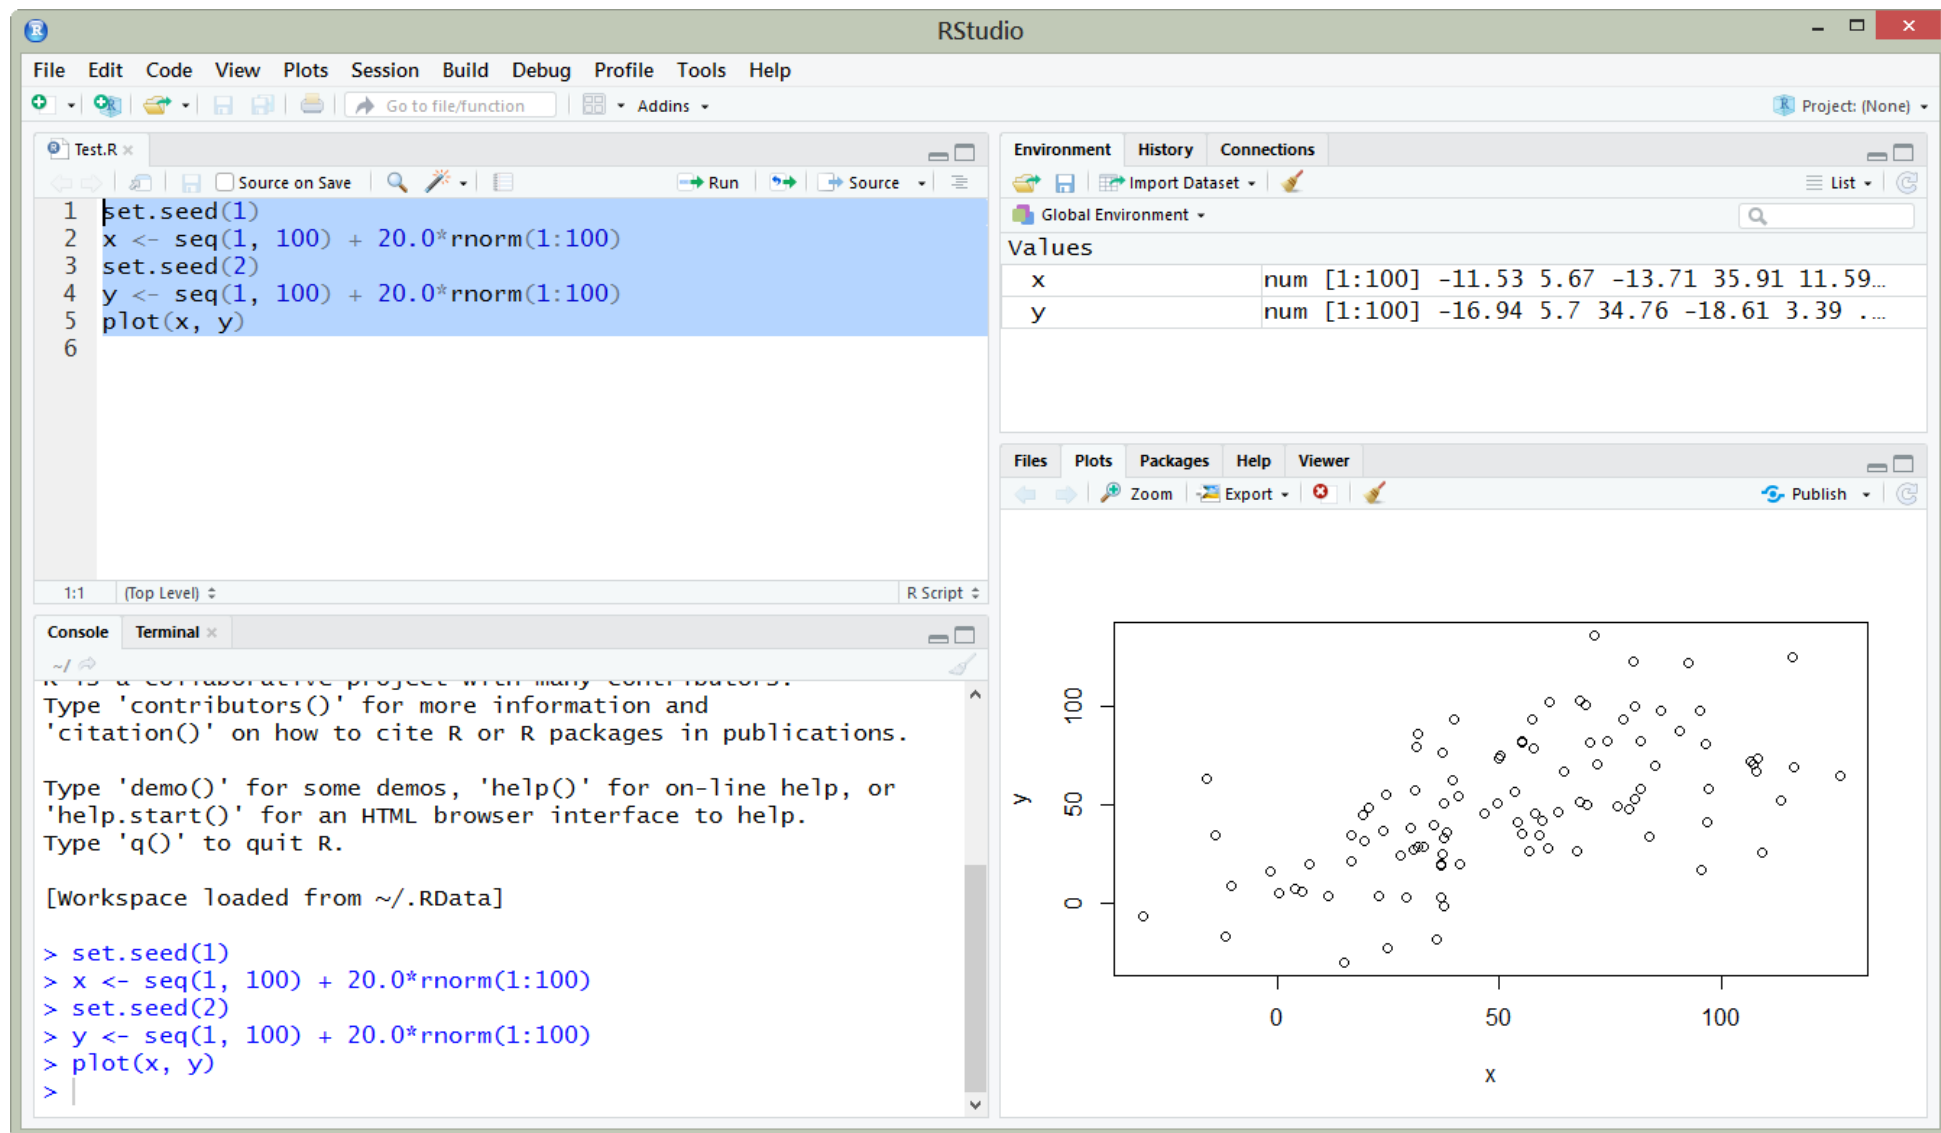 RStudio
File Edit Code View Plots Session Build Debug Profile Tools Help
Go to file/function Addins Project: (None)
Test.R
Source on Save Run Source
1 set.seed(1)
2 x <- seq(1, 100) + 20.0*rnorm(1:100)
3 set.seed(2)
4 y <- seq(1, 100) + 20.0*rnorm(1:100)
5 plot(x, y)
6
1:1 (Top Level) R Script
Console Terminal
~/
R is a collaborative project with many contributors.
Type 'contributors()' for more information and
'citation()' on how to cite R or R packages in publications.
Type 'demo()' for some demos, 'help()' for on-line help, or
'help.start()' for an HTML browser interface to help.
Type 'q()' to quit R.
[Workspace loaded from ~/.RData]
> set.seed(1)
> x <- seq(1, 100) + 20.0*rnorm(1:100)
> set.seed(2)
> y <- seq(1, 100) + 20.0*rnorm(1:100)
> plot(x, y)
>
Environment History Connections
Import Dataset List
Global Environment
Values
x num [1:100] -11.53 5.67 -13.71 35.91 11.59...
y num [1:100] -16.94 5.7 34.76 -18.61 3.39 ....
Files Plots Packages Help Viewer
Zoom Export Publish
100
50
0
y
0 50 100
x